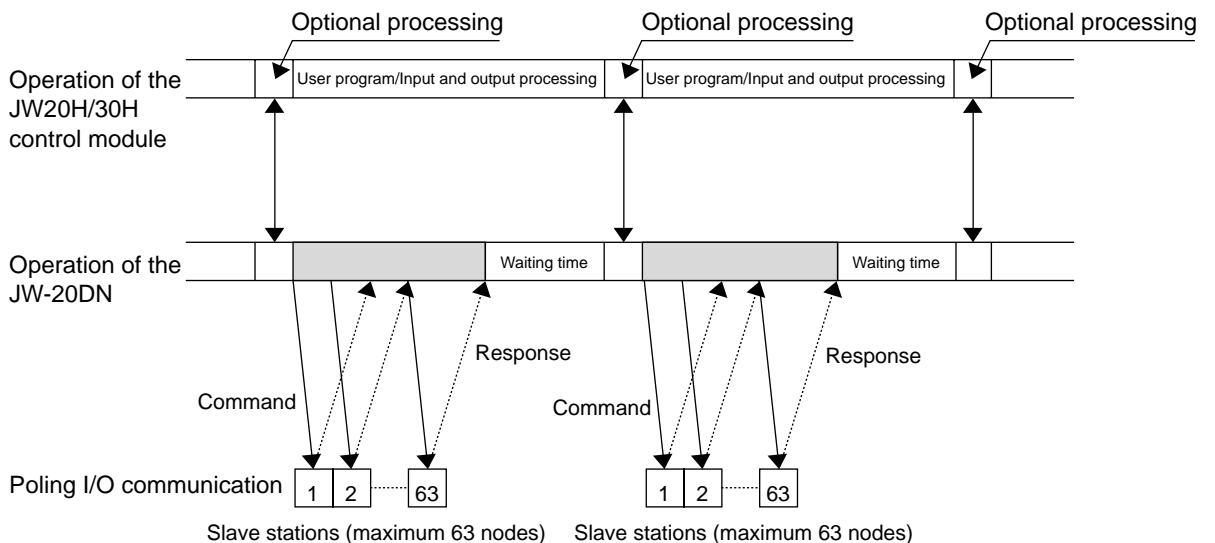 Optional processing
Optional processing
Optional processing
Operation of the
JW20H/30H
control module
User program/Input and output processing
User program/Input and output processing
Operation of the
JW-20DN
Waiting time
Waiting time
Response
Response
Command
Command
Poling I/O communication
1 2 63
1 2 63
Slave stations (maximum 63 nodes)
Slave stations (maximum 63 nodes)